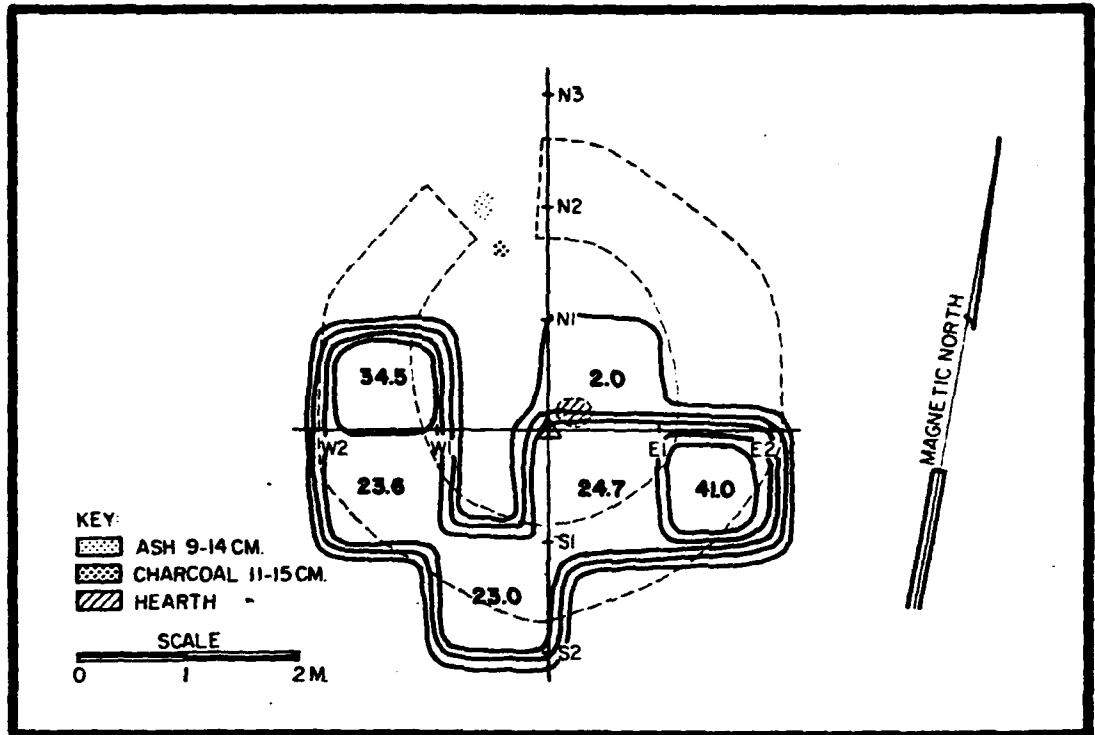 N3
N2
N1
34.5
2.0
W2
W1
E1
E2
23.6
24.7
41.0
S1
23.0
S2
MAGNETIC NORTH
KEY:
ASH 9-14 CM.
CHARCOAL 11-15 CM.
HEARTH
SCALE
0 1 2 M.